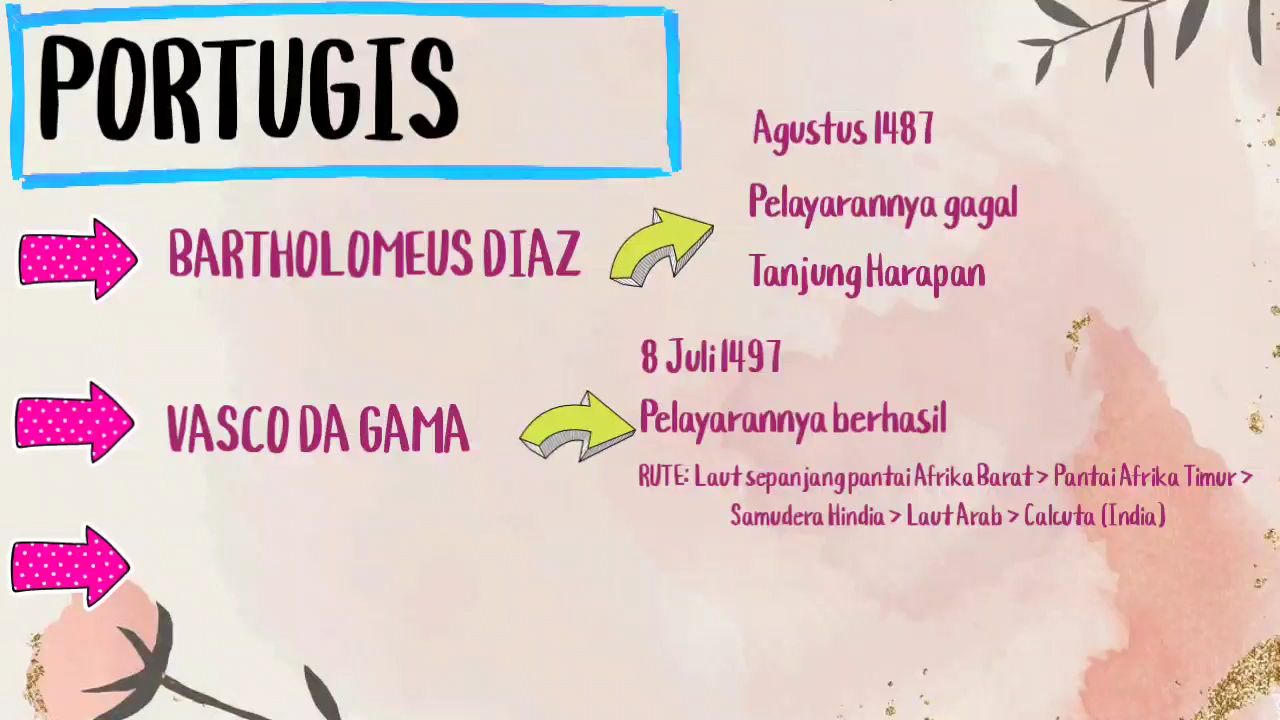 PORTUGIS
BARTHOLOMEUS DIAZ
Agustus 1487
Pelayarannya gagal
Tanjung Harapan
VASCO DA GAMA
8 Juli 1497
Pelayarannya berhasil
RUTE: Laut sepanjang pantai Afrika Barat > Pantai Afrika Timur >
Samudera Hindia > Laut Arab > Calcuta (India)